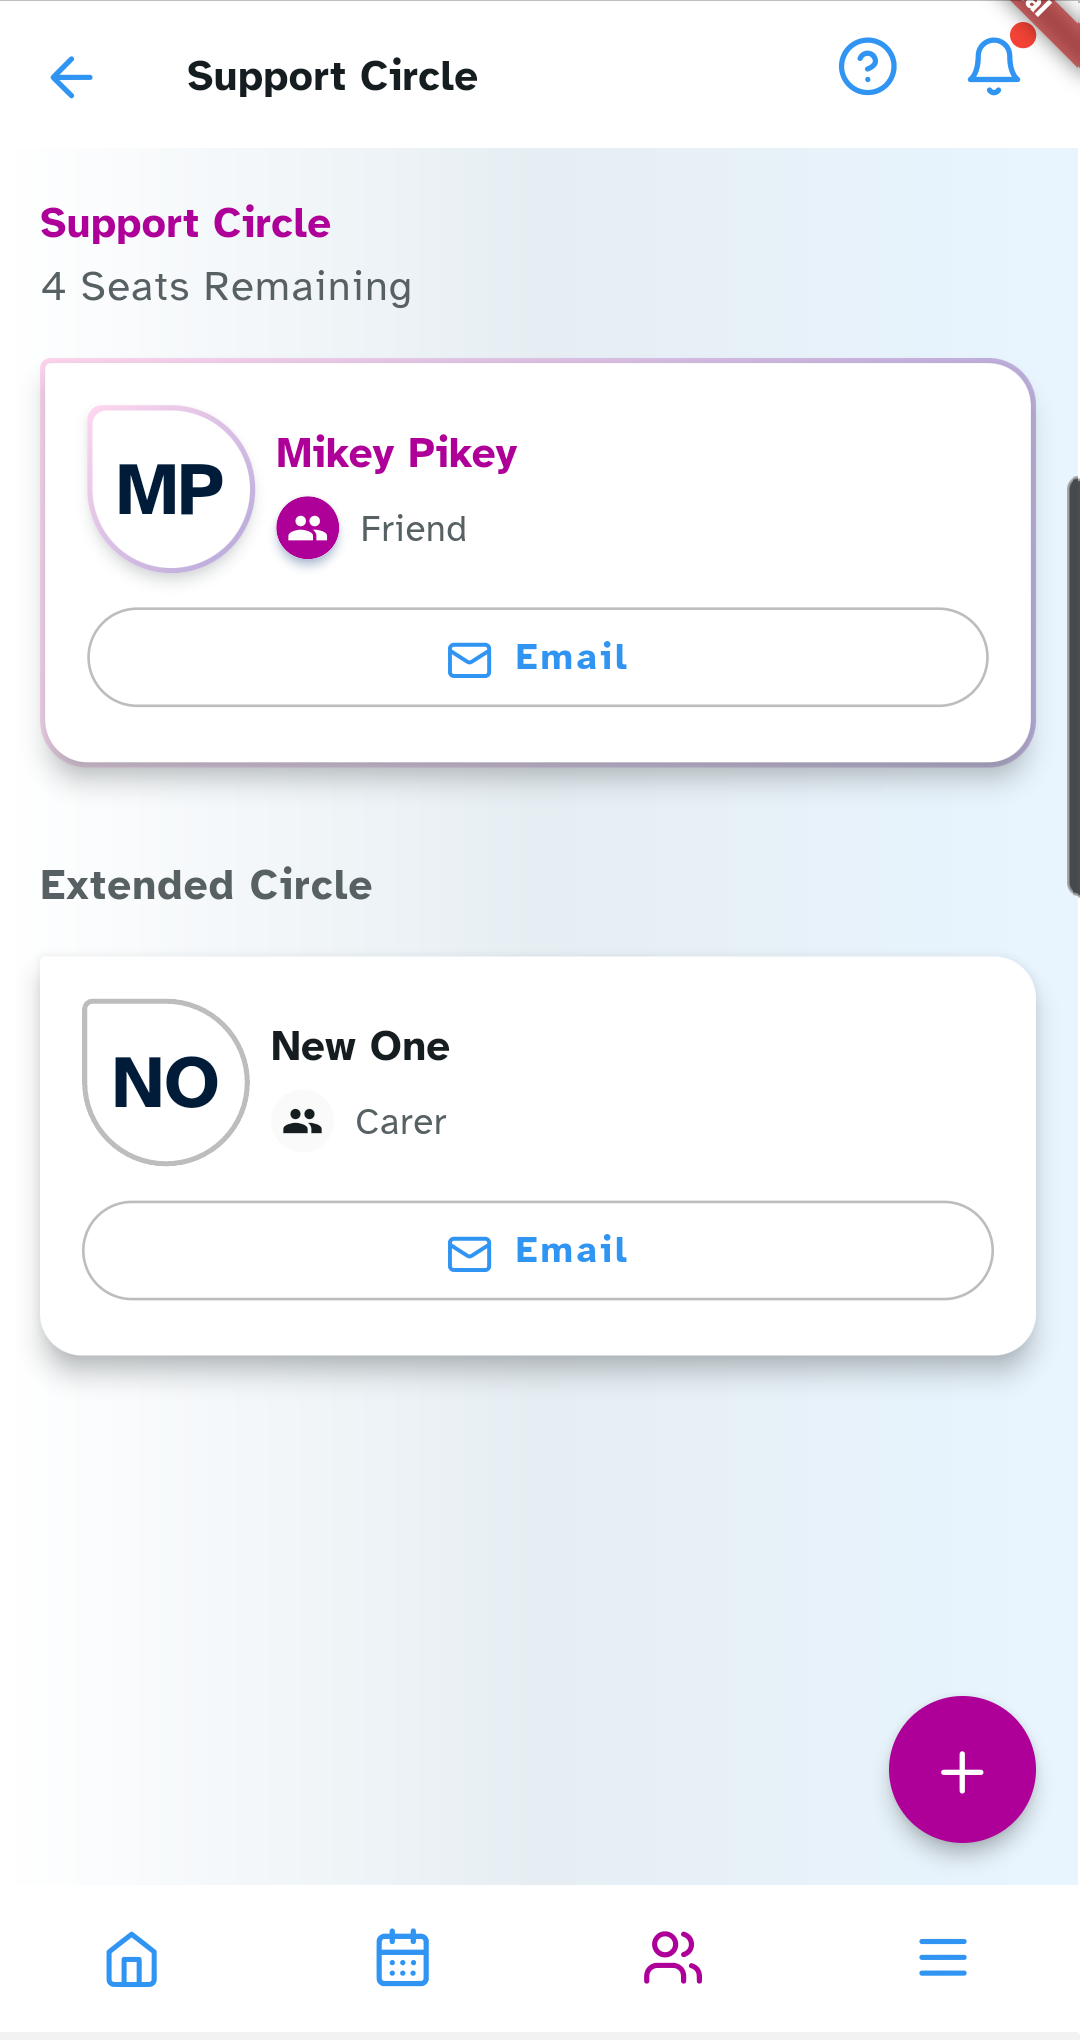 al
Support Circle
Support Circle
4 Seats Remaining
MP
Mikey Pikey
Friend
Email
Extended Circle
NO
New One
Carer
Email